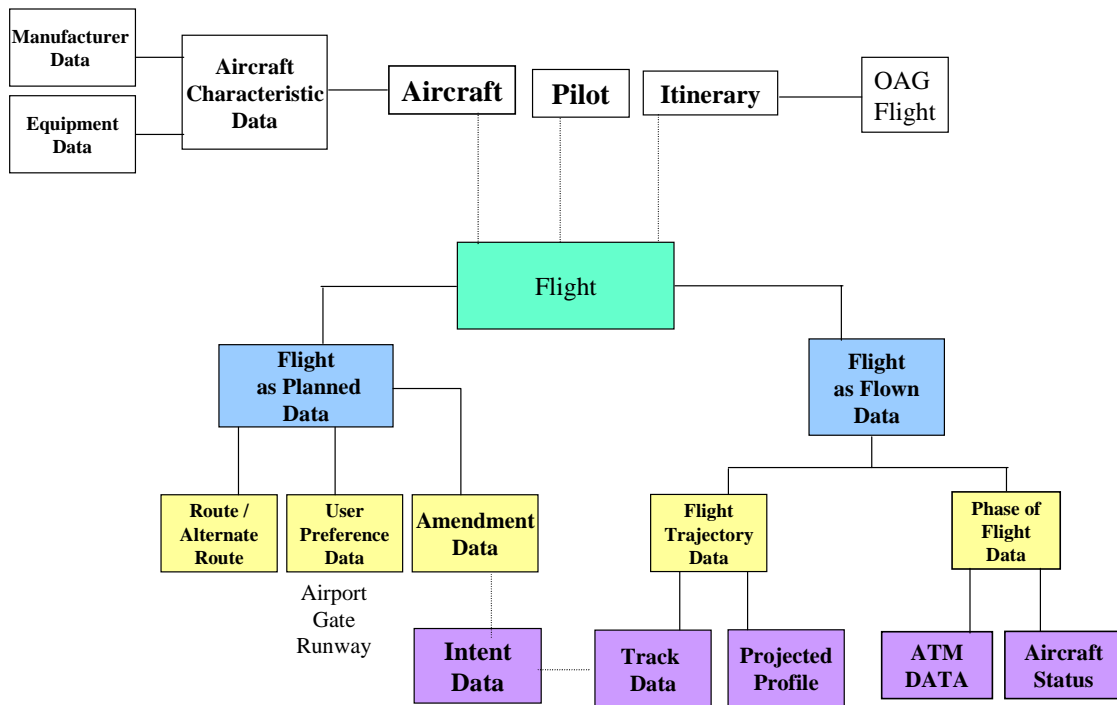 Manufacturer
Data
Equipment
Data
Aircraft
Characteristic
Data
Aircraft
Pilot
Itinerary
OAG
Flight
Flight
Flight
as Planned
Data
Flight
as Flown
Data
Route /
Alternate
Route
User
Preference
Data
Airport
Gate
Runway
Amendment
Data
Flight
Trajectory
Data
Phase of
Flight
Data
Intent
Data
Track
Data
Projected
Profile
ATM
DATA
Aircraft
Status